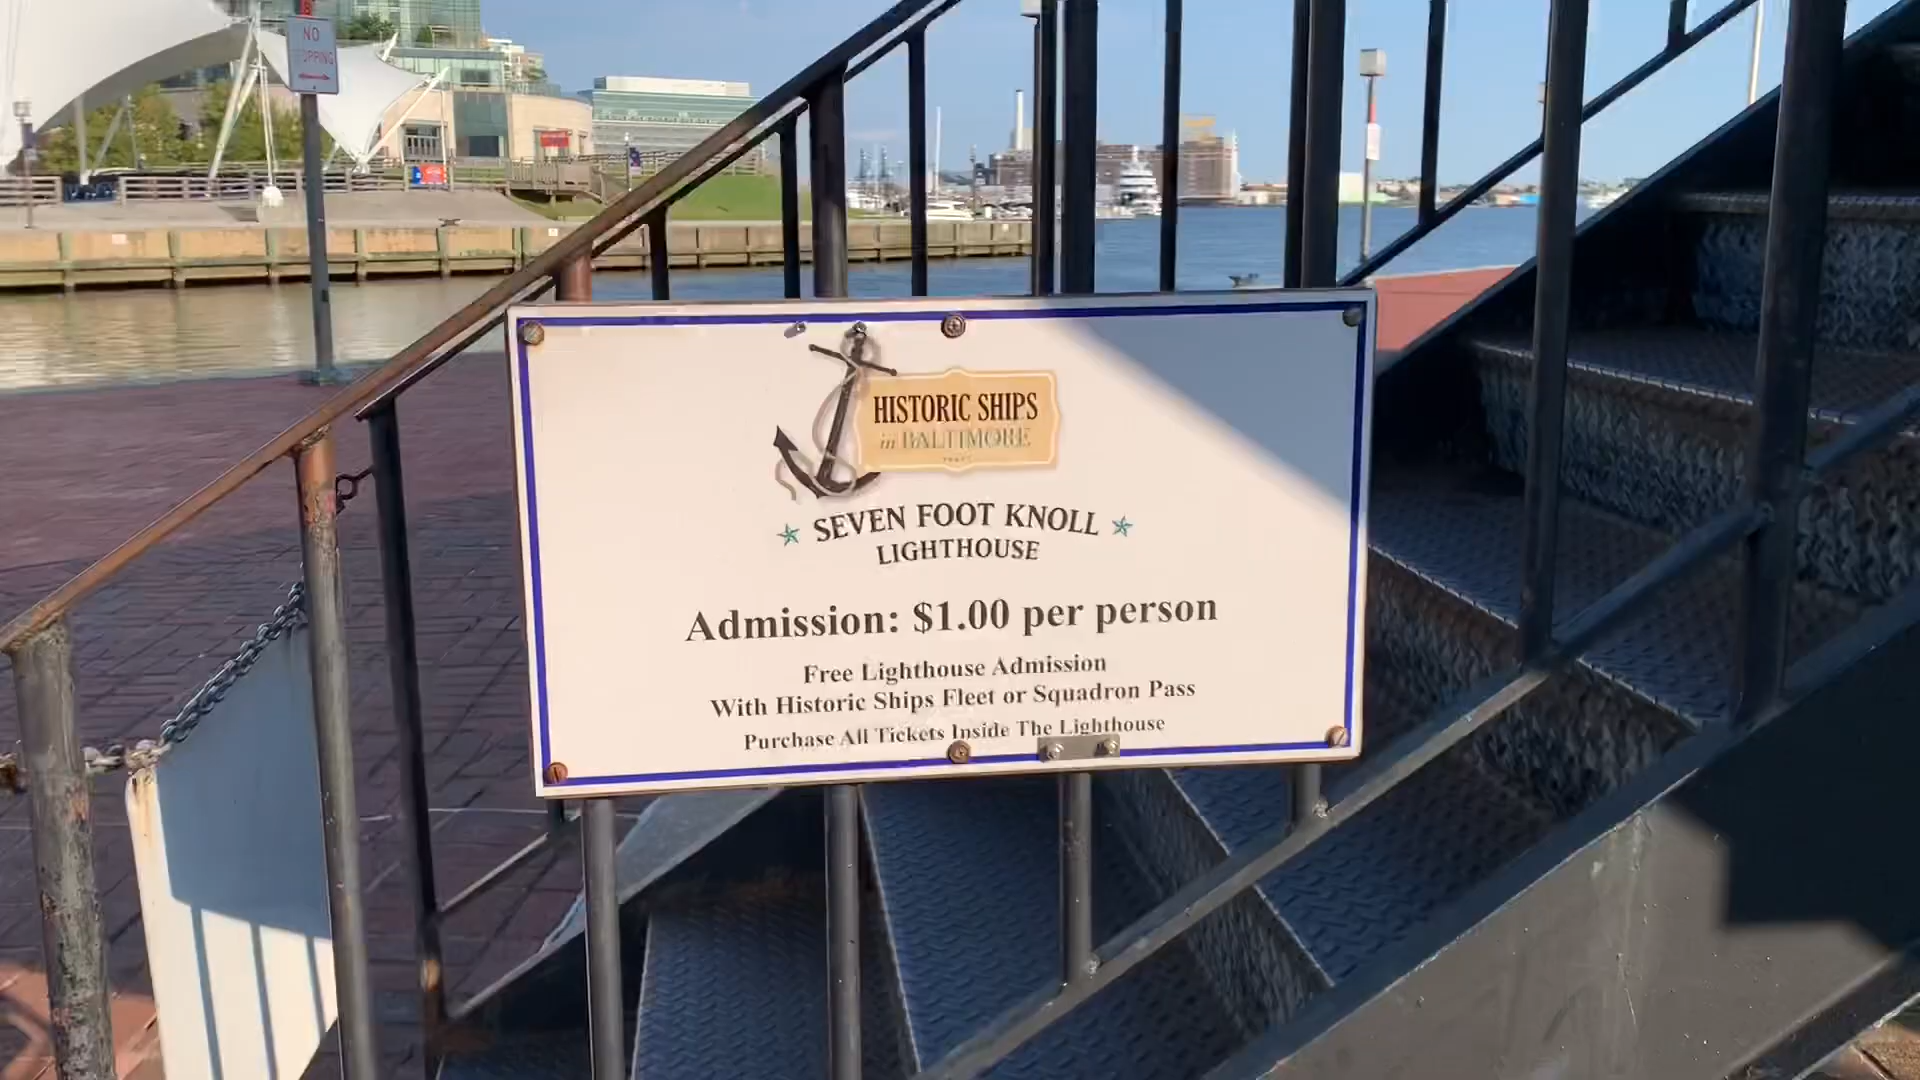 NO
STOPPING
HISTORIC SHIPS
in BALTIMORE
SEVEN FOOT KNOLL
LIGHTHOUSE
Admission: $1.00 per person
Free Lighthouse Admission
With Historic Ships Fleet or Squadron Pass
Purchase All Tickets Inside The Lighthouse